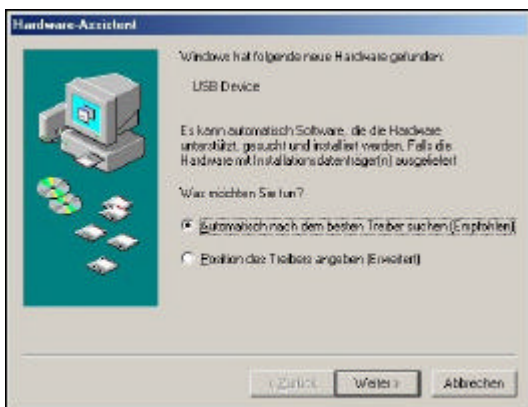 Hardware-Assistent
Windows hat folgende neue Hardware gefunden:
USB Device
Es kann automatisch Software, die die Hardware
unterstützt, gesucht und installiert werden. Falls die
Hardware mit Installationsdatenträger(n) ausgeliefert
Was möchten Sie tun?
Automatisch nach dem besten Treiber suchen (Empfohlen)
Position des Treibers angeben (Erweitert)
< Zurück
Weiter >
Abbrechen